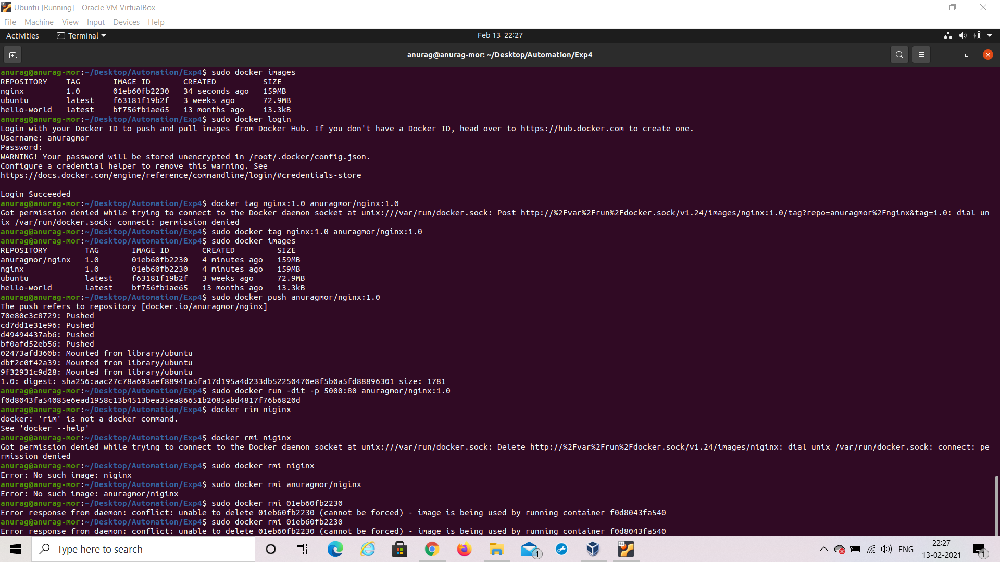 Ubuntu [Running] - Oracle VM VirtualBox
File Machine View Input Devices Help
Activities Terminal Feb 13 22:27
anurag@anurag-mor: ~/Desktop/Automation/Exp4
anurag@anurag-mor:~/Desktop/Automation/Exp4$ sudo docker images
REPOSITORY TAG IMAGE ID CREATED SIZE
nginx 1.0 01eb60fb2230 34 seconds ago 159MB
ubuntu latest f63181f19b2f 3 weeks ago 72.9MB
hello-world latest bf756fb1ae65 13 months ago 13.3kB
anurag@anurag-mor:~/Desktop/Automation/Exp4$ sudo docker login
Login with your Docker ID to push and pull images from Docker Hub. If you don't have a Docker ID, head over to https://hub.docker.com to create one.
Username: anuragmor
Password:
WARNING! Your password will be stored unencrypted in /root/.docker/config.json.
Configure a credential helper to remove this warning. See
https://docs.docker.com/engine/reference/commandline/login/#credentials-store
Login Succeeded
anurag@anurag-mor:~/Desktop/Automation/Exp4$ docker tag nginx:1.0 anuragmor/nginx:1.0
Got permission denied while trying to connect to the Docker daemon socket at unix:///var/run/docker.sock: Post http://%2Fvar%2Frun%2Fdocker.sock/v1.24/images/nginx:1.0/tag?repo=anuragmor%2Fnginx&tag=1.0: dial un
ix /var/run/docker.sock: connect: permission denied
anurag@anurag-mor:~/Desktop/Automation/Exp4$ sudo docker tag nginx:1.0 anuragmor/nginx:1.0
anurag@anurag-mor:~/Desktop/Automation/Exp4$ sudo docker images
REPOSITORY TAG IMAGE ID CREATED SIZE
anuragmor/nginx 1.0 01eb60fb2230 4 minutes ago 159MB
nginx 1.0 01eb60fb2230 4 minutes ago 159MB
ubuntu latest f63181f19b2f 3 weeks ago 72.9MB
hello-world latest bf756fb1ae65 13 months ago 13.3kB
anurag@anurag-mor:~/Desktop/Automation/Exp4$ sudo docker push anuragmor/nginx:1.0
The push refers to repository [docker.io/anuragmor/nginx]
70e80c3c8729: Pushed
cd7dd1e31e96: Pushed
d49494437ab6: Pushed
bf0afd52eb56: Pushed
02473afd360b: Mounted from library/ubuntu
dbf2c0f42a39: Mounted from library/ubuntu
9f32931c9d28: Mounted from library/ubuntu
1.0: digest: sha256:aac27c78a693aef88941a5fa17d195a4d233db52250470e8f5b0a5fd88896301 size: 1781
anurag@anurag-mor:~/Desktop/Automation/Exp4$ sudo docker run -dit -p 5000:80 anuragmor/nginx:1.0
f0d8043fa54085e6ead1958c13b4513bea35ea86651b2085abd4817f76b6820d
anurag@anurag-mor:~/Desktop/Automation/Exp4$ docker rim niginx
docker: 'rim' is not a docker command.
See 'docker --help'
anurag@anurag-mor:~/Desktop/Automation/Exp4$ docker rmi niginx
Got permission denied while trying to connect to the Docker daemon socket at unix:///var/run/docker.sock: Delete http://%2Fvar%2Frun%2Fdocker.sock/v1.24/images/niginx: dial unix /var/run/docker.sock: connect: pe
rmission denied
anurag@anurag-mor:~/Desktop/Automation/Exp4$ sudo docker rmi niginx
Error: No such image: niginx
anurag@anurag-mor:~/Desktop/Automation/Exp4$ sudo docker rmi anuragmor/niginx
Error: No such image: anuragmor/niginx
anurag@anurag-mor:~/Desktop/Automation/Exp4$ sudo docker rmi 01eb60fb2230
Error response from daemon: conflict: unable to delete 01eb60fb2230 (cannot be forced) - image is being used by running container f0d8043fa540
anurag@anurag-mor:~/Desktop/Automation/Exp4$ sudo docker rmi 01eb60fb2230
Error response from daemon: conflict: unable to delete 01eb60fb2230 (cannot be forced) - image is being used by running container f0d8043fa540
Type here to search 1 64 ENG 22:27 1
13-02-2021